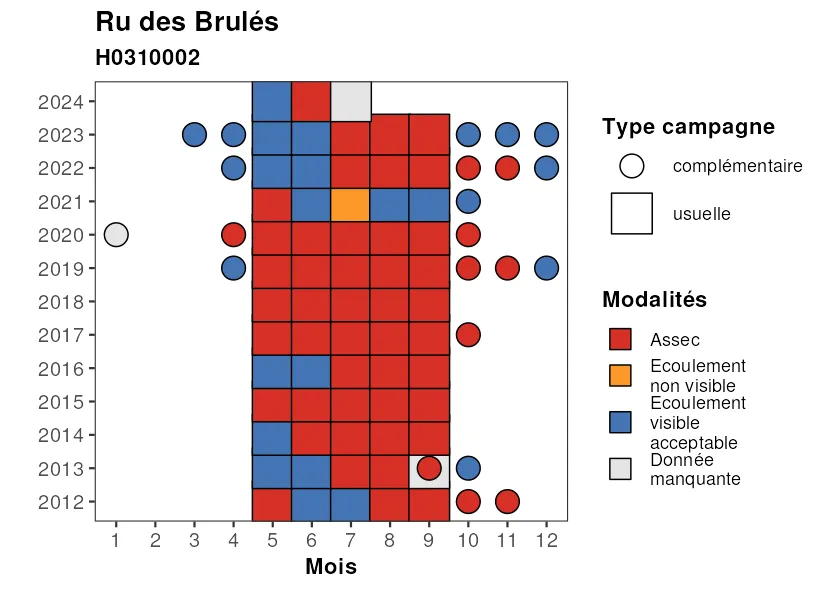 Ru des Brulés
H0310002
2024
2023
2022
2021
2020
2019
2018
2017
2016
2015
2014
2013
2012
1 2 3 4 5 6 7 8 9 10 11 12
Mois
Type campagne
complémentaire
usuelle
Modalités
Assec
Ecoulement
non visible
Ecoulement
visible
acceptable
Donnée
manquante